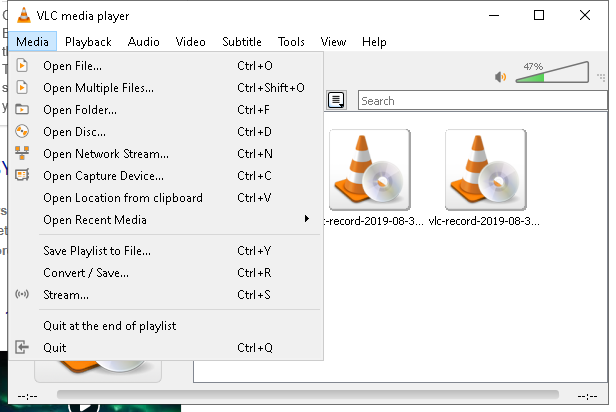 VLC media player
Media Playback Audio Video Subtitle Tools View Help
Open File... Ctrl+O
Open Multiple Files... Ctrl+Shift+O
Open Folder... Ctrl+F
Open Disc... Ctrl+D
Open Network Stream... Ctrl+N
Open Capture Device... Ctrl+C
Open Location from clipboard Ctrl+V
Open Recent Media
Save Playlist to File... Ctrl+Y
Convert / Save... Ctrl+R
Stream... Ctrl+S
Quit at the end of playlist
Quit Ctrl+Q
47%
Search
-record-2019-08-3... vlc-record-2019-08-3...
--:-- --:--